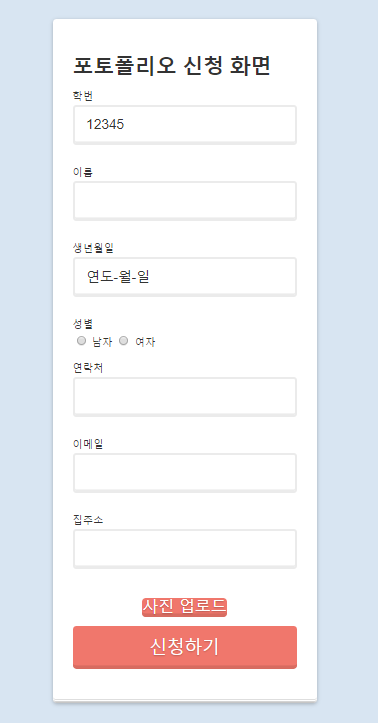 포토폴리오 신청 화면
학번
12345
이름
생년월일
연도-월-일
성별
남자 여자
연락처
이메일
집주소
사진 업로드
신청하기